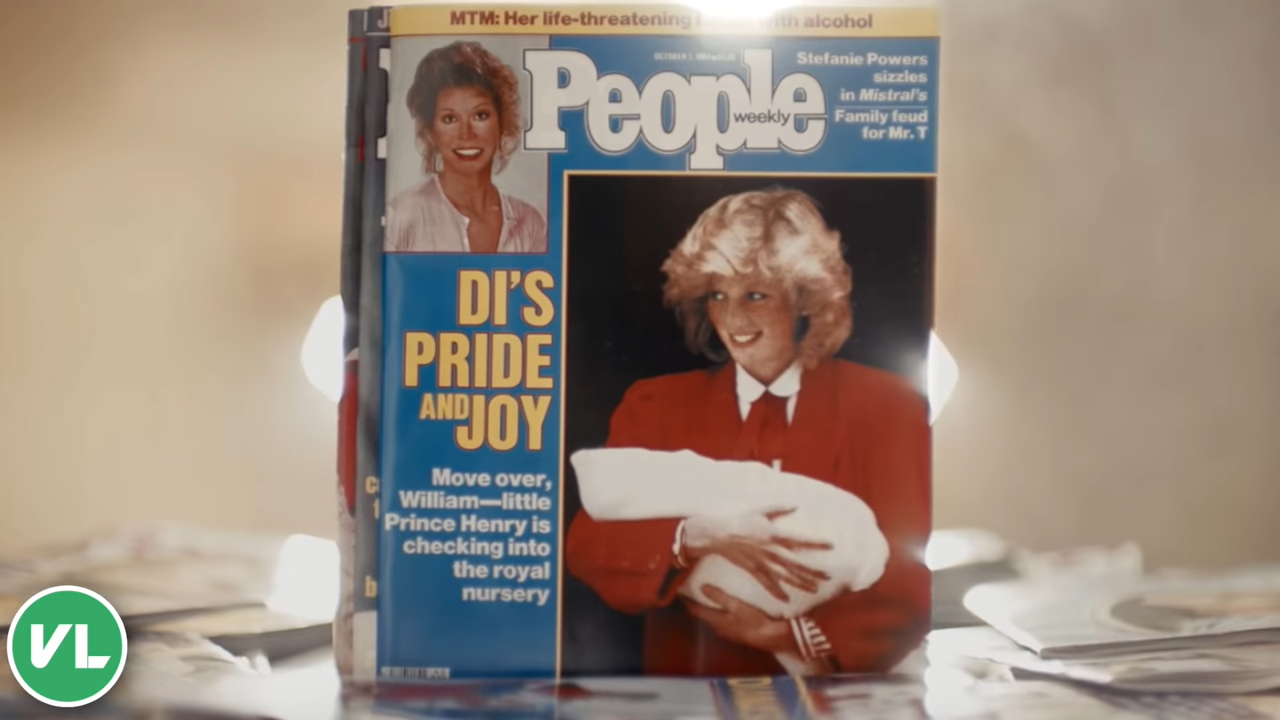 MTM: Her life-threatening with alcohol
People
weekly
Stefanie Powers
sizzles
in Mistral's
Family feud
for Mr. T
DI'S
PRIDE
AND JOY
Move over,
William—little
Prince Henry is
checking into
the royal
nursery
VL